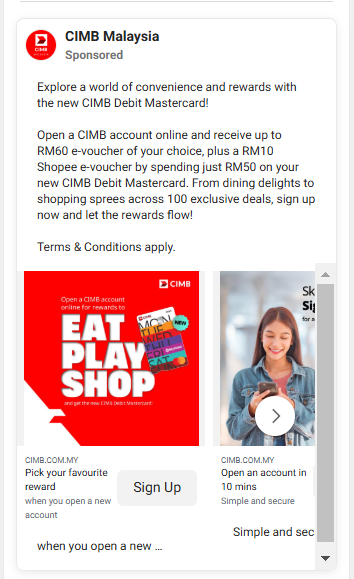 CIMB Malaysia
Sponsored
Explore a world of convenience and rewards with
the new CIMB Debit Mastercard!
Open a CIMB account online and receive up to
RM60 e-voucher of your choice, plus a RM10
Shopee e-voucher by spending just RM50 on your
new CIMB Debit Mastercard. From dining delights to
shopping sprees across 100 exclusive deals, sign up
now and let the rewards flow!
Terms & Conditions apply.
CIMB
Open a CIMB account
online for rewards to
EAT
PLAY
SHOP
and get the new CIMB Debit Mastercard!
NEW
Sk
Sig
for a
CIMB.COM.MY
Pick your favourite
reward
when you open a new
account
Sign Up
CIMB.COM.MY
Open an account in
10 mins
Simple and secure
when you open a new ...
Simple and sec